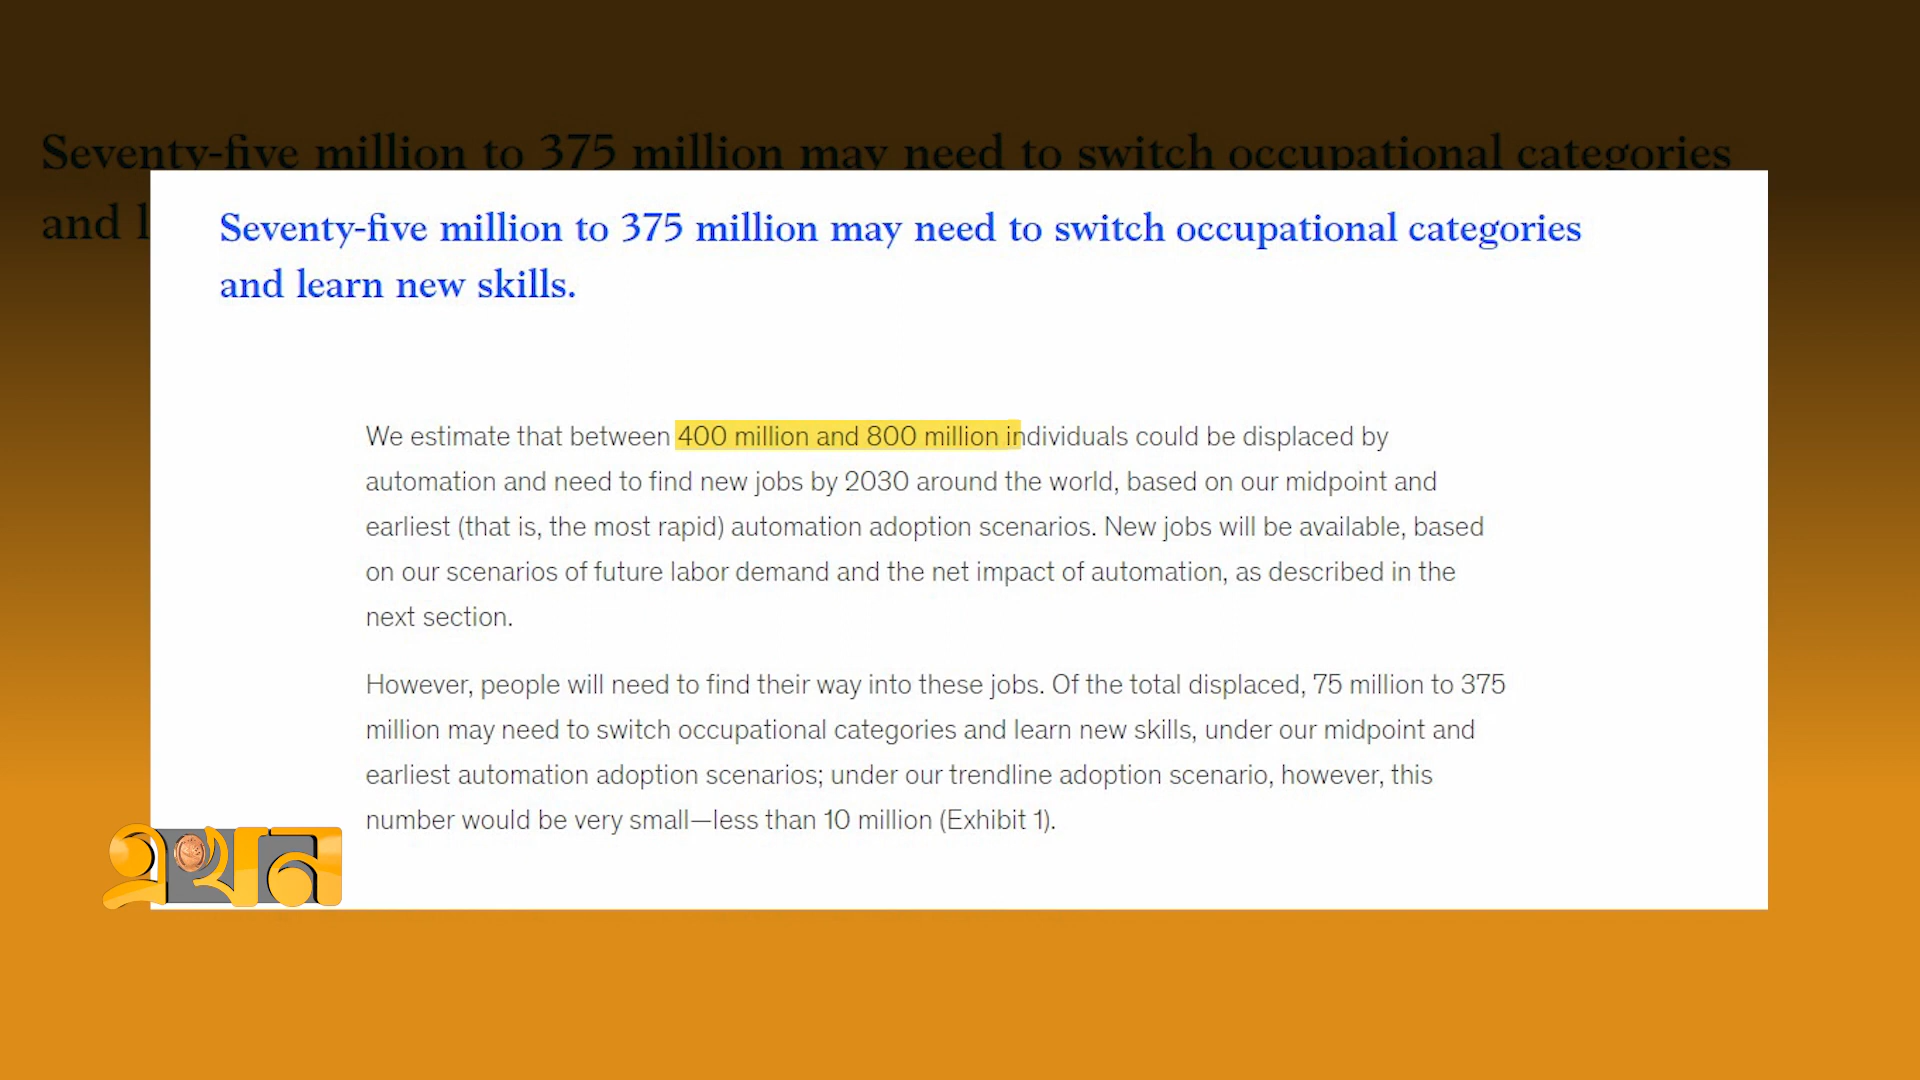 Seventy-five million to 375 million may need to switch occupational categories
and l
Seventy-five million to 375 million may need to switch occupational categories
and learn new skills.
We estimate that between 400 million and 800 million individuals could be displaced by
automation and need to find new jobs by 2030 around the world, based on our midpoint and
earliest (that is, the most rapid) automation adoption scenarios. New jobs will be available, based
on our scenarios of future labor demand and the net impact of automation, as described in the
next section.
However, people will need to find their way into these jobs. Of the total displaced, 75 million to 375
million may need to switch occupational categories and learn new skills, under our midpoint and
earliest automation adoption scenarios; under our trendline adoption scenario, however, this
number would be very small—less than 10 million (Exhibit 1).
এখন